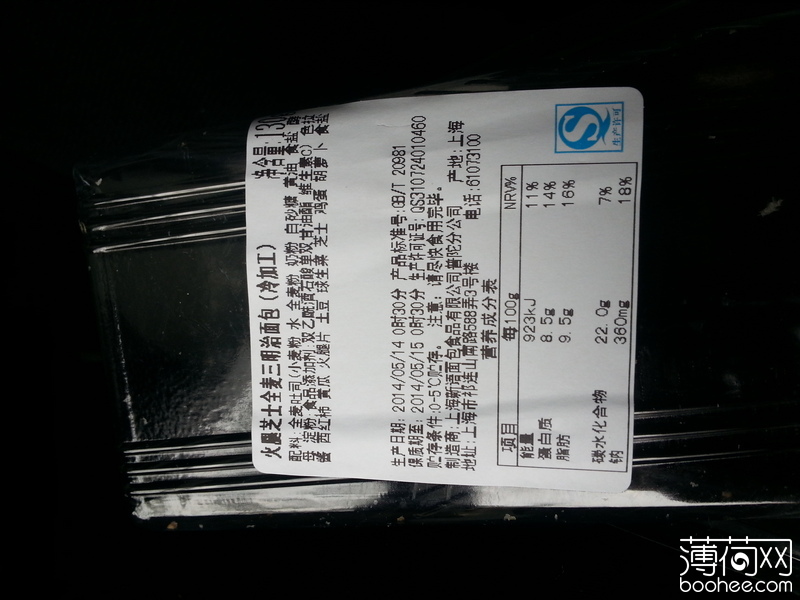 火腿芝士全麦三明治面包（冷加工） 净含量:130
配料:全麦吐司(小麦粉 水 全麦粉 奶粉 白砂糖 黄油 食盐 酵
母 淀粉 食品添加剂:双乙酰酒石酸单双甘油酯 维生素C) 色拉
酱 西红柿 黄瓜 火腿片 土豆 球生菜 芝士 鸡蛋 胡萝卜 食盐
生产日期:2014/05/14 0时30分 产品标准号:GB/T 20981
保质期至:2014/05/15 0时30分 生产许可证号:QS310724010460
贮存条件:0-5℃贮存。 注意:请尽快食用完毕。
制造商:上海新语面包食品有限公司普陀分公司 产地:上海
地址:上海市祁连山南路588弄3号楼 电话:61073100
营养成分表
项目 每100g NRV%
能量 923kJ 11%
蛋白质 8.5g 14%
脂肪 9.5g 16%
碳水化合物 22.0g 7%
钠 360mg 18%
生产许可
薄荷网
boohee.com